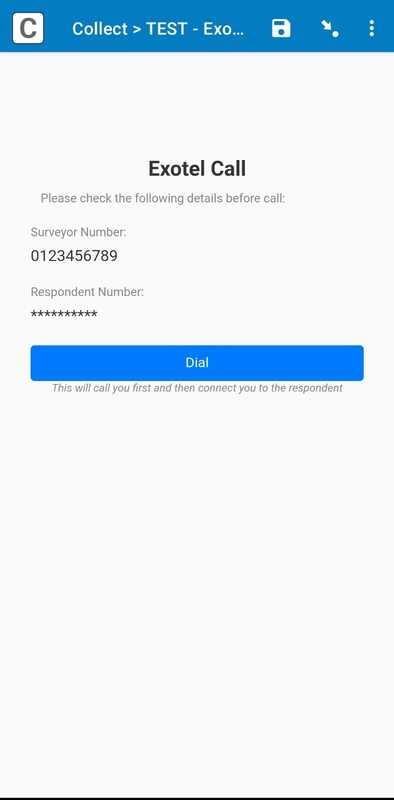 C
Collect > TEST - Exo...
Exotel Call
Please check the following details before call:
Surveyor Number:
0123456789
Respondent Number:
**********
Dial
This will call you first and then connect you to the respondent